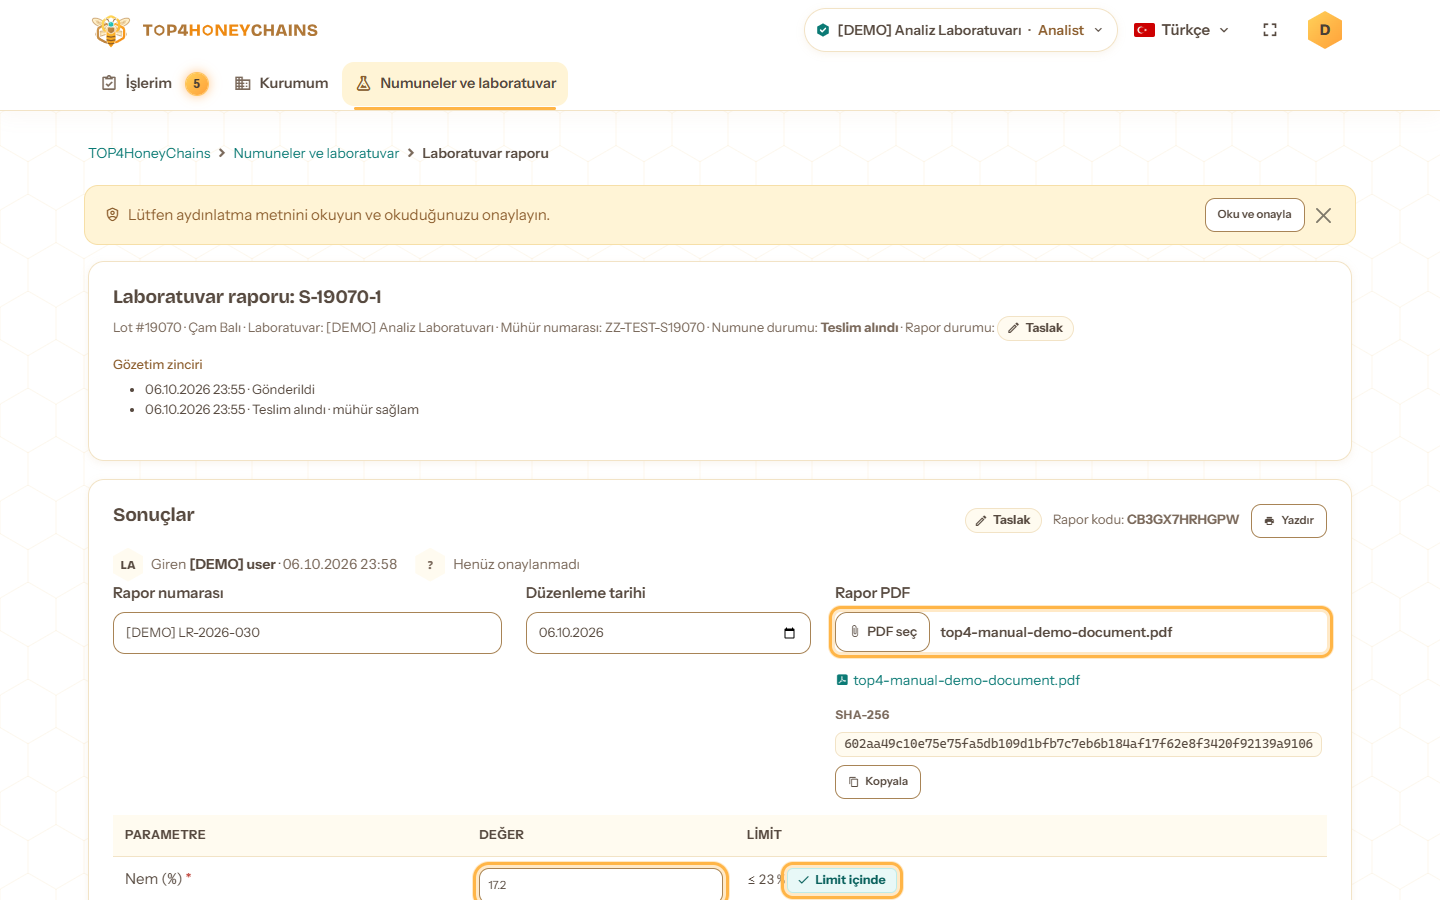 TOP4HONEYCHAINS
[DEMO] Analiz Laboratuvarı · Analist
Türkçe
D
İşlerim 5
Kurumum
Numuneler ve laboratuvar
TOP4HoneyChains > Numuneler ve laboratuvar > Laboratuvar raporu
Lütfen aydınlatma metnini okuyun ve okuduğunuzu onaylayın.
Oku ve onayla
Laboratuvar raporu: S-19070-1
Lot #19070 · Çam Balı · Laboratuvar: [DEMO] Analiz Laboratuvarı · Mühür numarası: ZZ-TEST-S19070 · Numune durumu: Teslim alındı · Rapor durumu: Taslak
Gözetim zinciri
• 06.10.2026 23:55 · Gönderildi
• 06.10.2026 23:55 · Teslim alındı · mühür sağlam
Sonuçlar
Taslak
Rapor kodu: CB3GX7HRHGPW
Yazdır
LA Giren [DEMO] user · 06.10.2026 23:58
? Henüz onaylanmadı
Rapor numarası
[DEMO] LR-2026-030
Düzenleme tarihi
06.10.2026
Rapor PDF
PDF seç top4-manual-demo-document.pdf
top4-manual-demo-document.pdf
SHA-256
602aa49c10e75e75fa5db109d1bfb7c7eb6b184af17f62e8f3420f92139a9106
Kopyala
PARAMETRE DEĞER LİMİT
Nem (%) * 17.2 ≤ 23 % Limit içinde